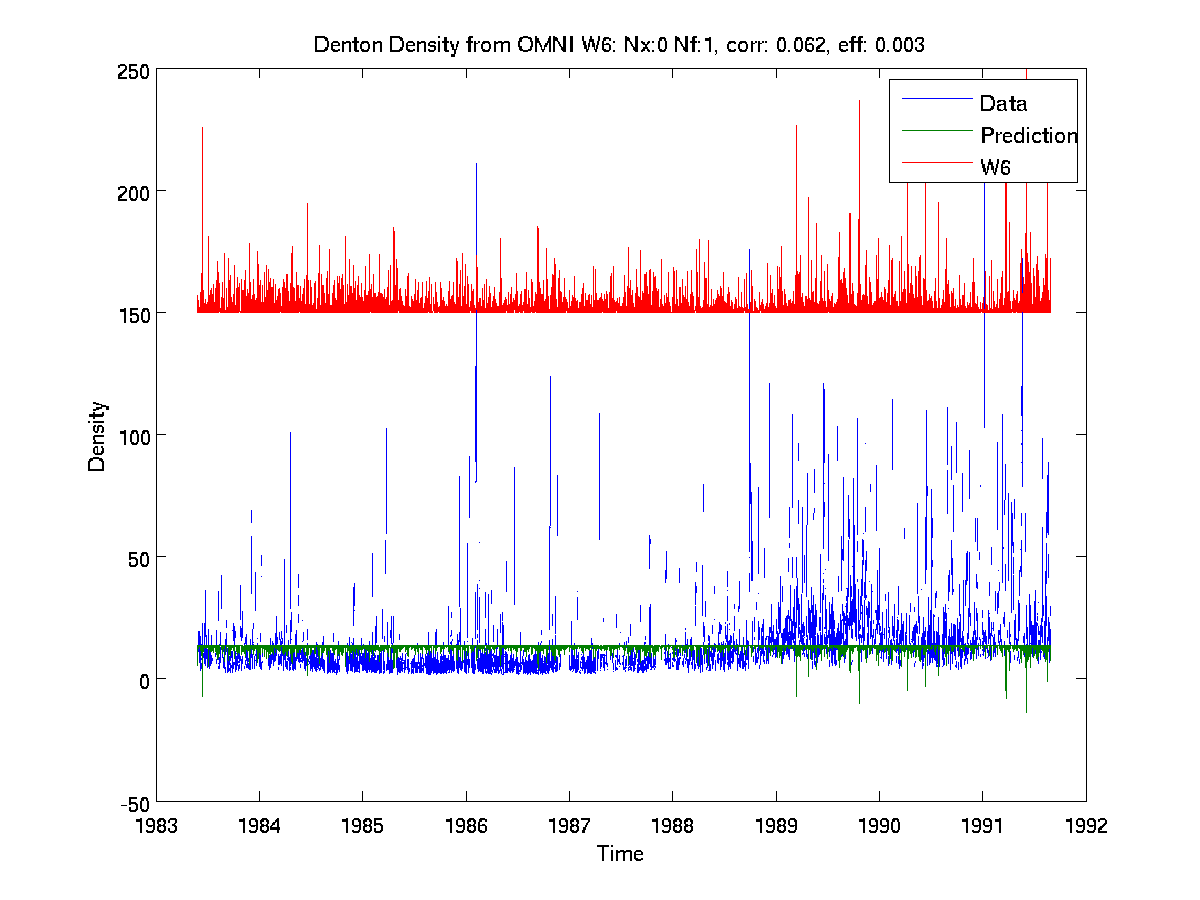 Denton Density from OMNI W6: Nx:0 Nf:1, corr: 0.062, eff: 0.003
250
200
150
100
50
0
-50
Density
Data
Prediction
W6
1983 1984 1985 1986 1987 1988 1989 1990 1991 1992
Time